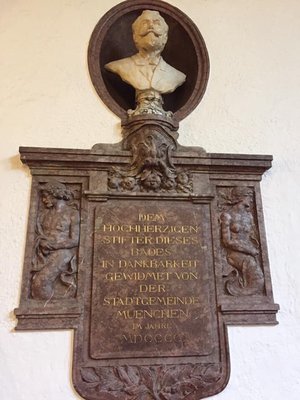 DEM
HOCHHERZIGEN
STIFTER DIESES
BADES
IN DANKBARKEIT
GEWIDMET VON
DER
STADTGEMEINDE
MUENCHEN
IM JAHRE
MDCCCCI